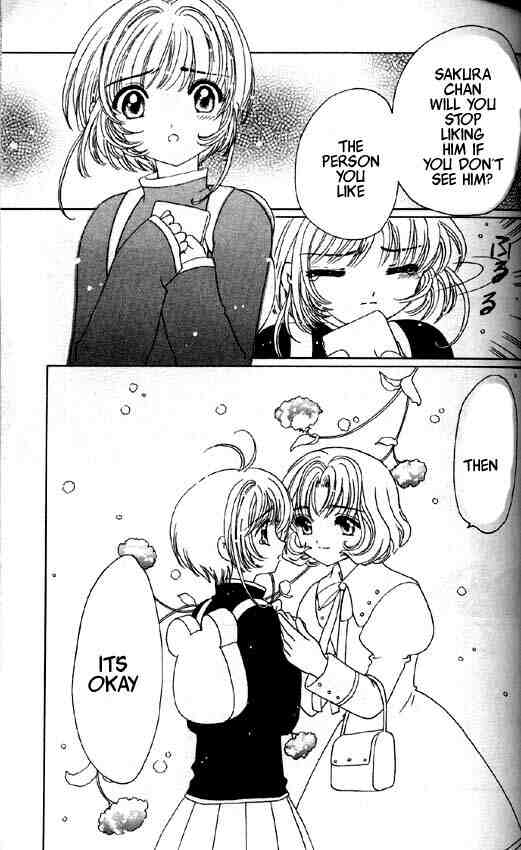 SAKURA
CHAN
WILL YOU
STOP
LIKING
HIM IF
YOU DON'T
SEE HIM?
THE
PERSON
YOU
LIKE
ふるる
THEN
ITS
OKAY